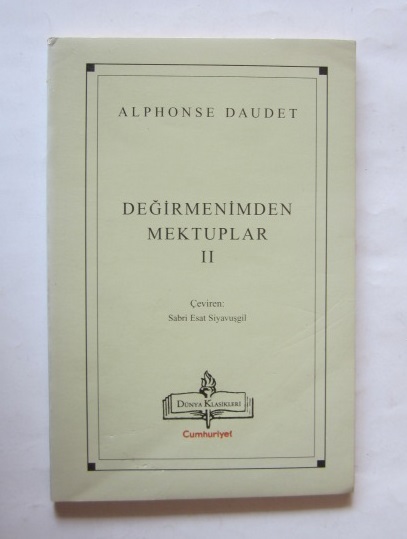 ALPHONSE DAUDET
DEĞİRMENİMDEN
MEKTUPLAR
II
Çeviren:
Sabri Esat Siyavuşgil
DÜNYA KLASİKLERİ
Cumhuriyet